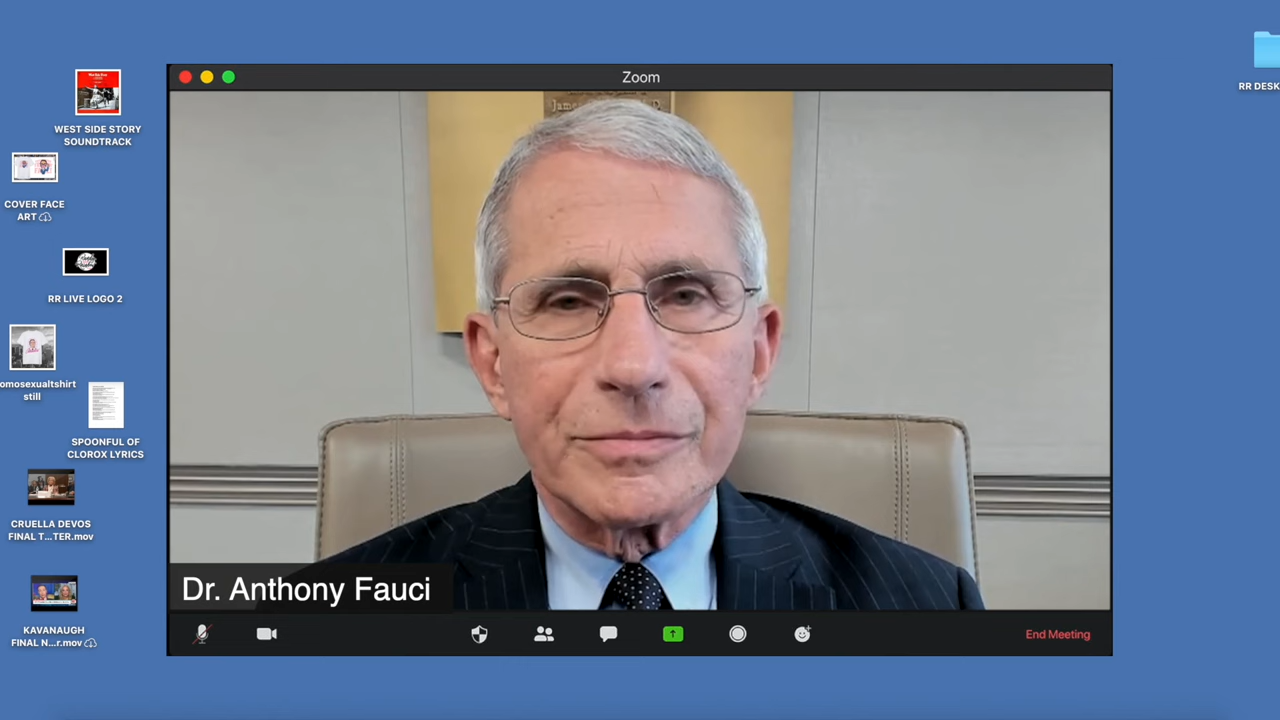 Zoom
WEST SIDE STORY
SOUNDTRACK
COVER FACE
ART
RR LIVE LOGO 2
omosexualtshirt
still
SPOONFUL OF
CLOROX LYRICS
CRUELLA DEVOS
FINAL T...TER.mov
KAVANAUGH
FINAL N...r.mov
RR DESK
Dr. Anthony Fauci
End Meeting